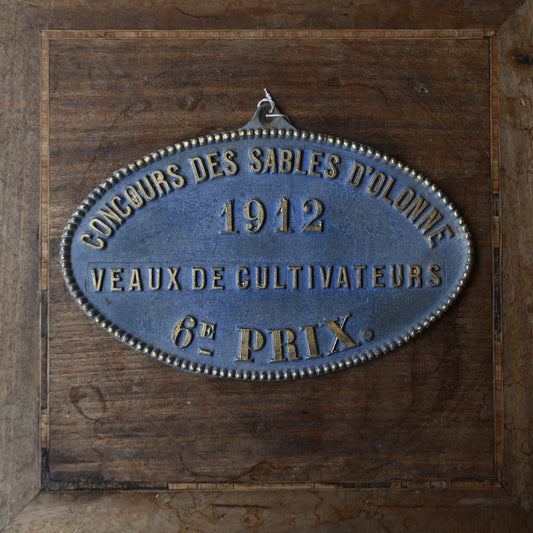 CONCOURS DES SABLES D'OLONNE
1912
VEAUX DE CULTIVATEURS
6E PRIX.